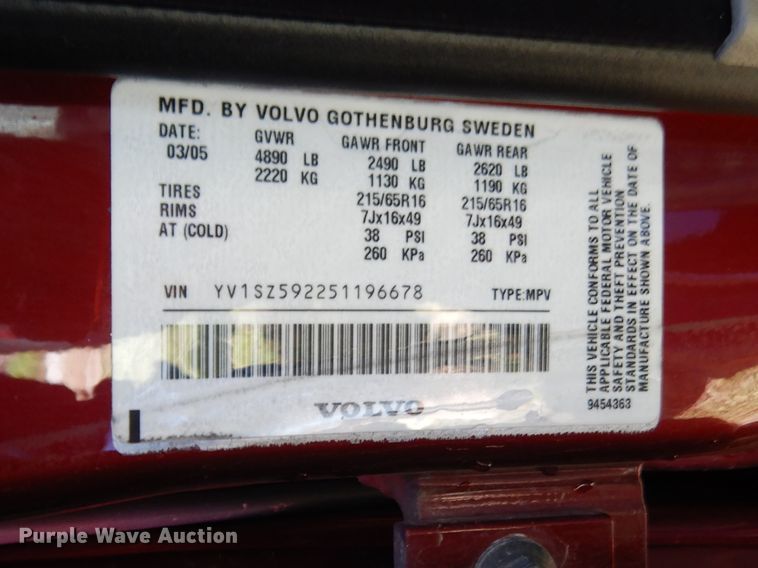 MFD. BY VOLVO GOTHENBURG SWEDEN
DATE: GVWR GAWR FRONT GAWR REAR
03/05 4890 LB 2490 LB 2620 LB
2220 KG 1130 KG 1190 KG
TIRES 215/65R16 215/65R16
RIMS 7Jx16x49 7Jx16x49
AT (COLD) 38 PSI 38 PSI
260 KPa 260 KPa
VIN YV1SZ592251196678 TYPE:MPV
VOLVO
THIS VEHICLE CONFORMS TO ALL
APPLICABLE FEDERAL MOTOR VEHICLE
SAFETY AND THEFT PREVENTION
STANDARDS IN EFFECT ON THE DATE OF
MANUFACTURE SHOWN ABOVE.
9454363
Purple Wave Auction